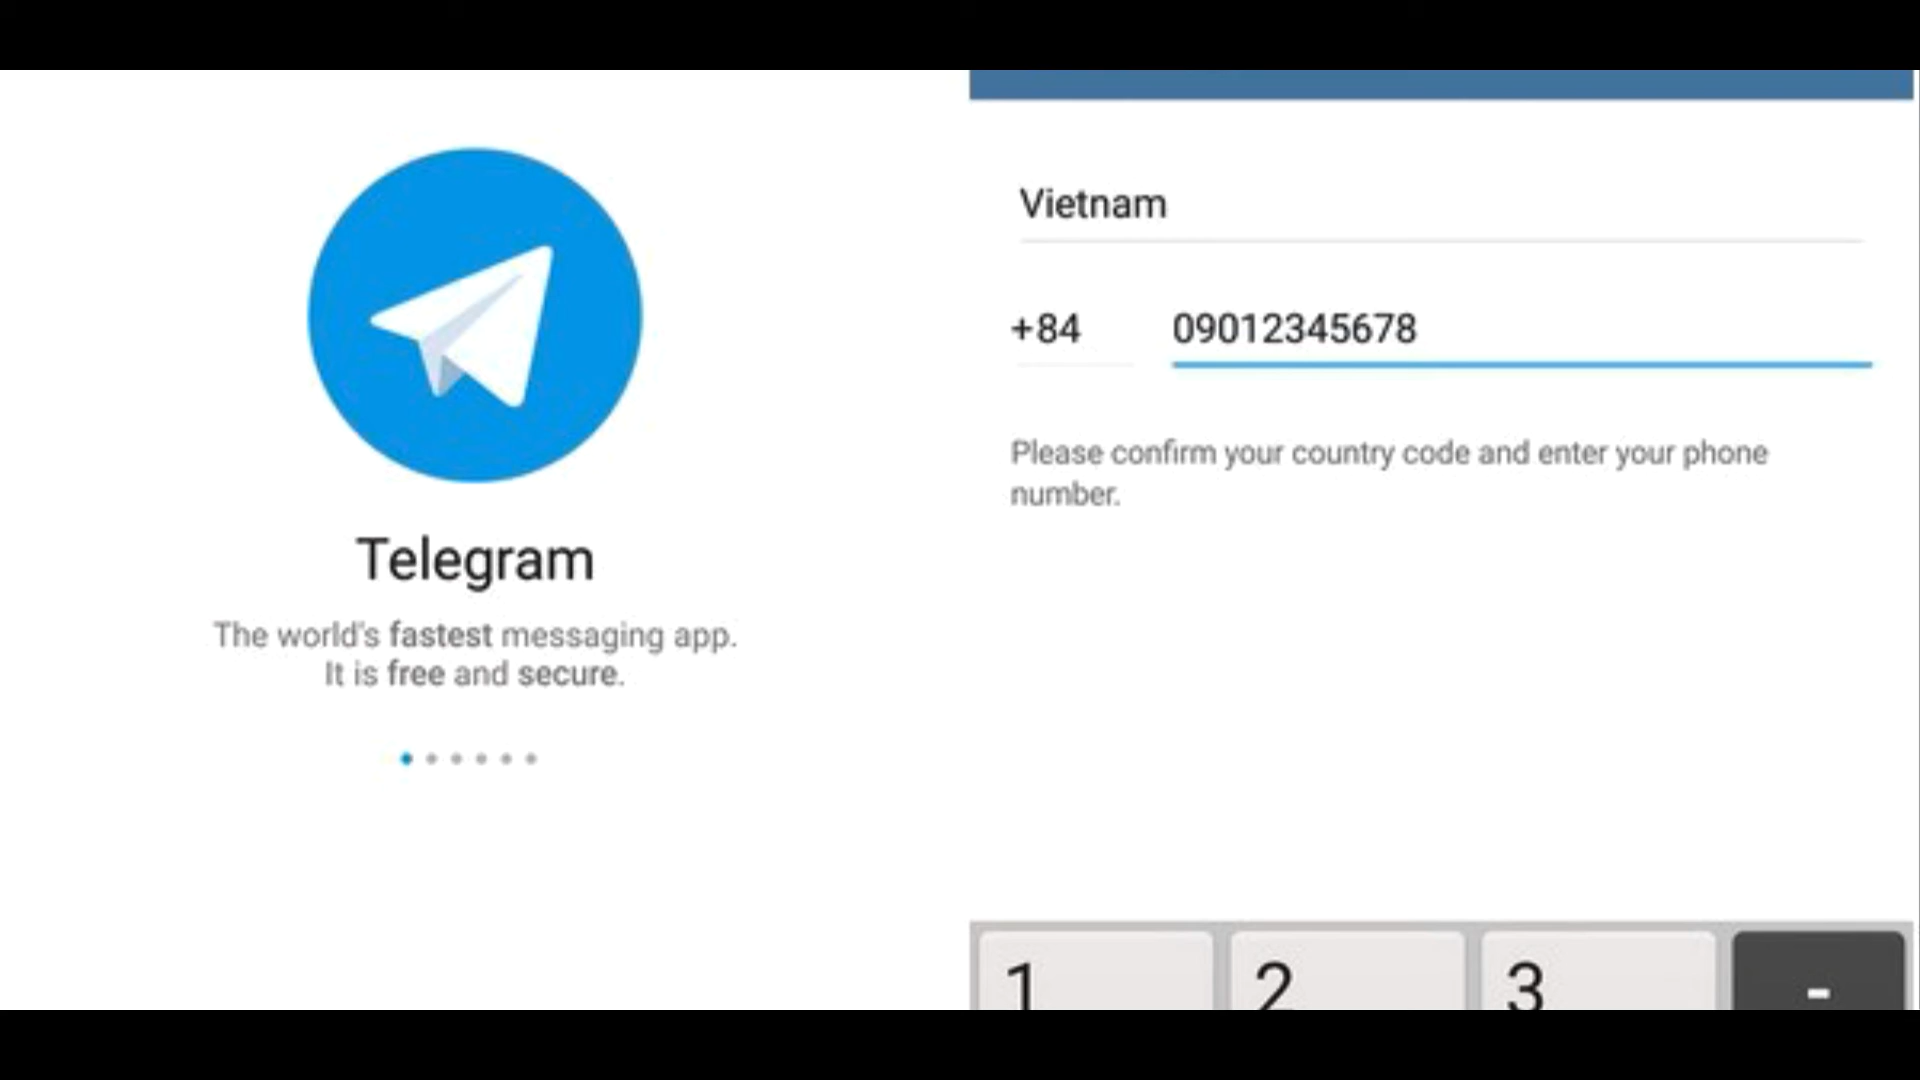 Telegram
The world's fastest messaging app.
It is free and secure.
Vietnam
+84 09012345678
Please confirm your country code and enter your phone
number.
1 2 3 -